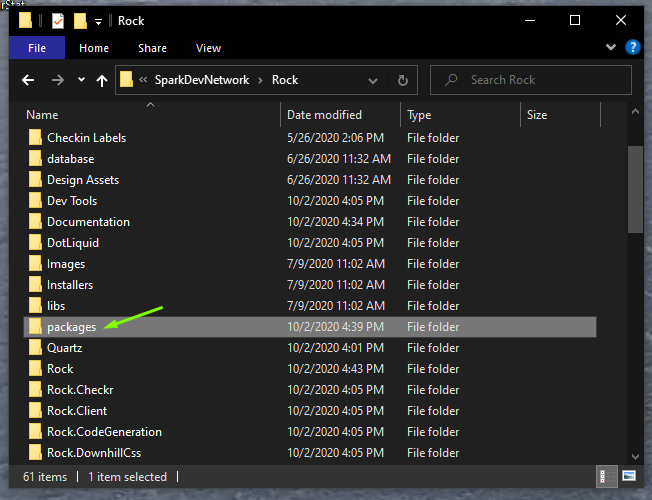 Rock
File Home Share View
« SparkDevNetwork > Rock Search Rock
Name Date modified Type Size
Checkin Labels 5/26/2020 2:06 PM File folder
database 6/26/2020 11:32 AM File folder
Design Assets 6/26/2020 11:32 AM File folder
Dev Tools 10/2/2020 4:05 PM File folder
Documentation 10/2/2020 4:34 PM File folder
DotLiquid 10/2/2020 4:05 PM File folder
Images 7/9/2020 11:02 AM File folder
Installers 7/9/2020 11:02 AM File folder
libs 7/9/2020 11:02 AM File folder
packages 10/2/2020 4:39 PM File folder
Quartz 10/2/2020 4:01 PM File folder
Rock 10/2/2020 4:43 PM File folder
Rock.Checkr 10/2/2020 4:05 PM File folder
Rock.Client 10/2/2020 4:05 PM File folder
Rock.CodeGeneration 10/2/2020 4:05 PM File folder
Rock.DownhillCss 10/2/2020 4:05 PM File folder
61 items 1 item selected